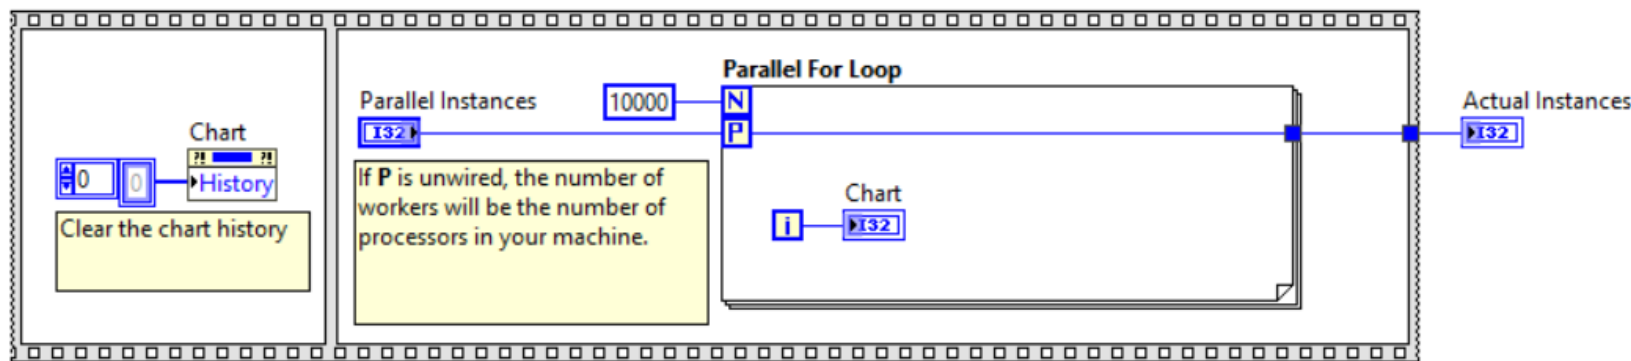 Chart
?!
?!
0
0
History
Clear the chart history
Parallel Instances
I32
If P is unwired, the number of
workers will be the number of
processors in your machine.
10000
Parallel For Loop
N
P
Chart
i
I32
Actual Instances
I32